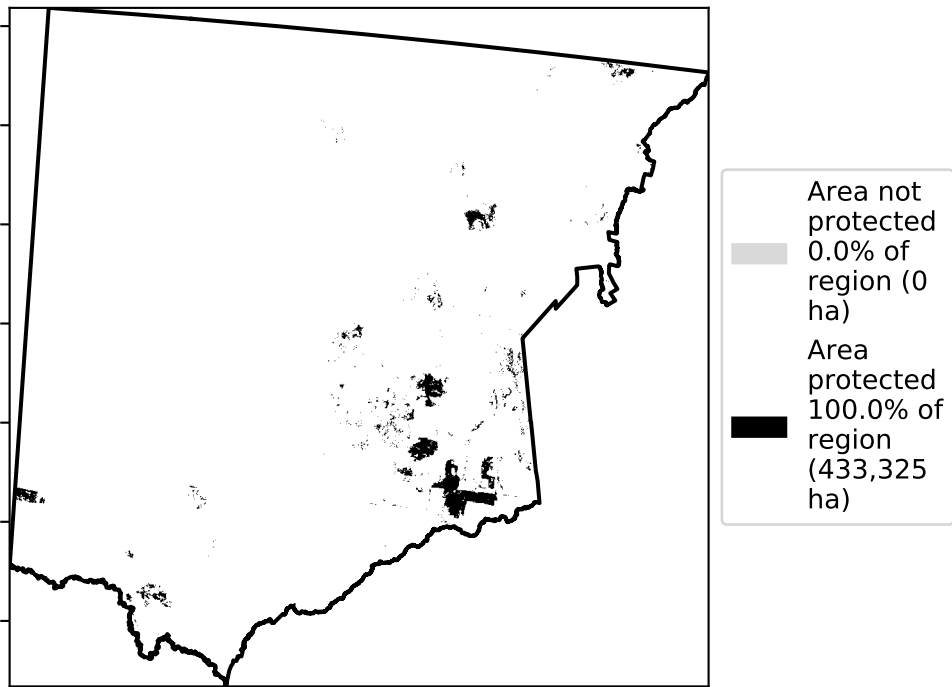 Area not
protected
0.0% of
region (0
ha)
Area
protected
100.0% of
region
(433,325
ha)